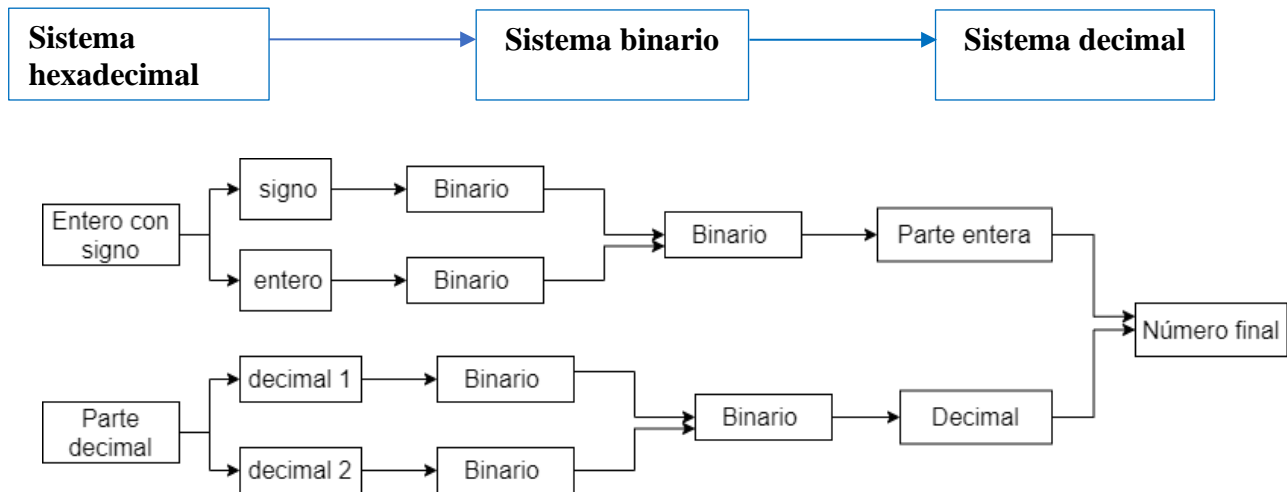 Sistema
hexadecimal
Sistema binario
Sistema decimal
Entero con
signo
signo
Binario
entero
Binario
Binario
Parte entera
Número final
Parte
decimal
decimal 1
Binario
decimal 2
Binario
Binario
Decimal